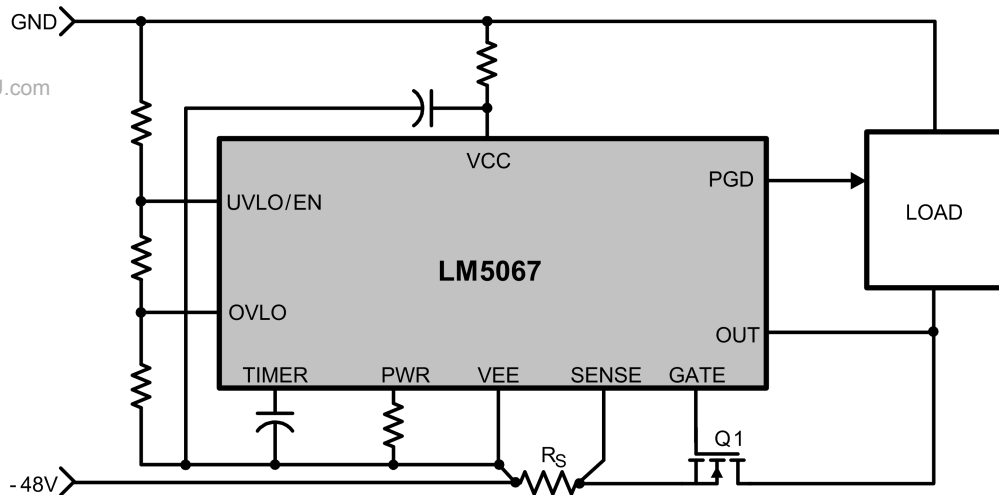 GND
VCC
PGD
UVLO/EN
LOAD
LM5067
OVLO
OUT
TIMER PWR VEE SENSE GATE
RS
Q1
-48V